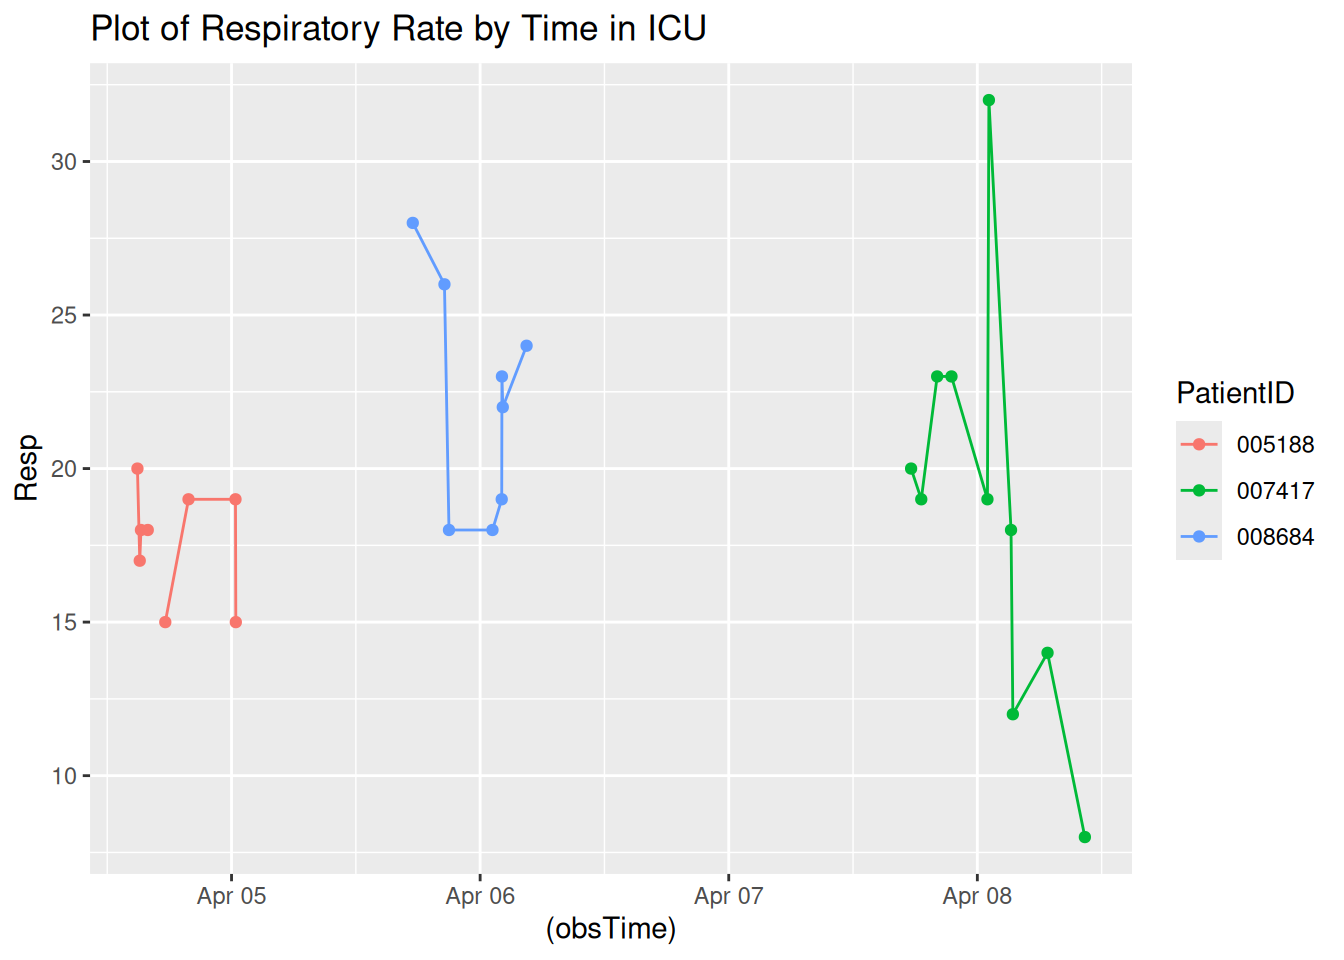 Plot of Respiratory Rate by Time in ICU
30
25
20
15
10
Resp
Apr 05
Apr 06
Apr 07
Apr 08
(obsTime)
PatientID
005188
007417
008684